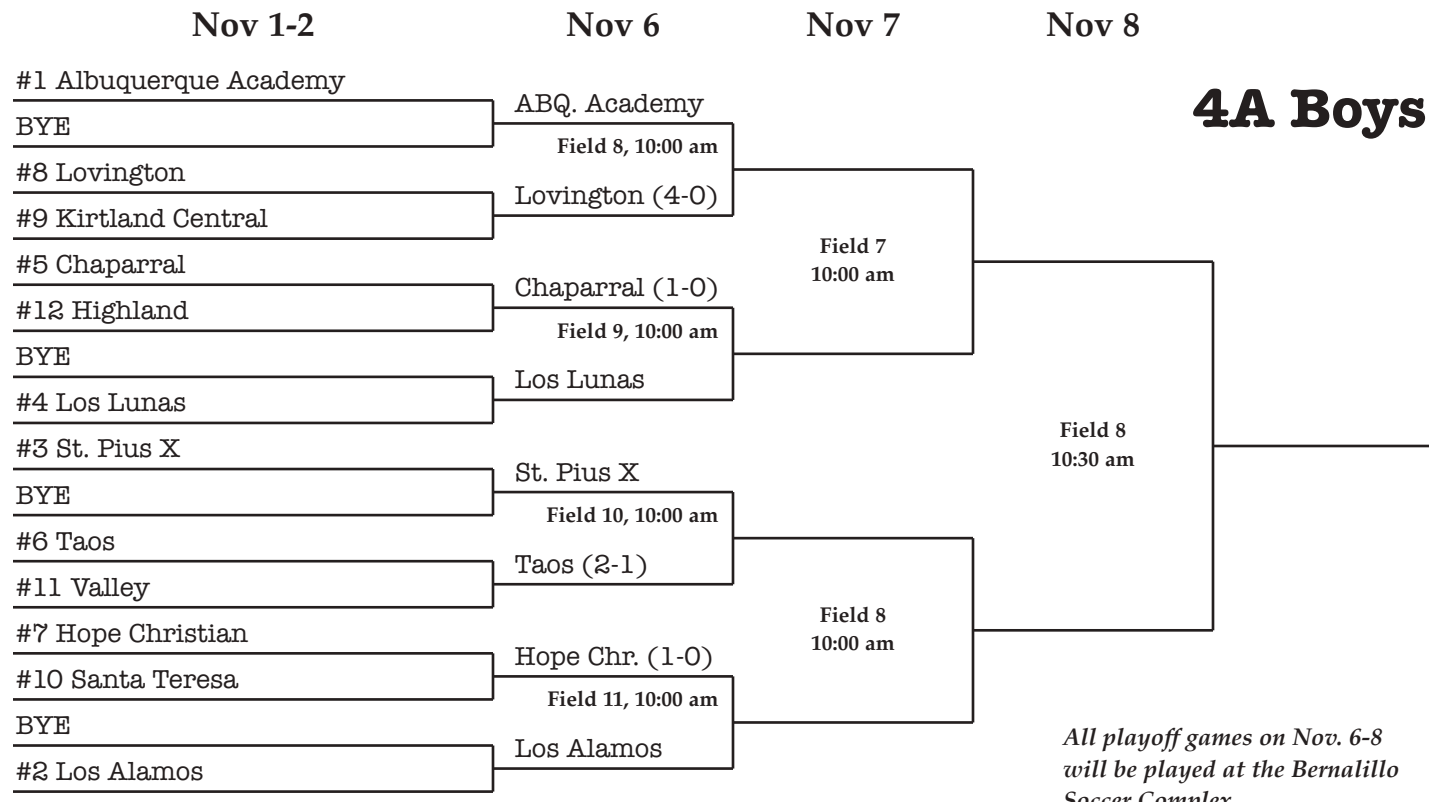 Nov 1-2 Nov 6 Nov 7 Nov 8
4A Boys
#1 Albuquerque Academy
BYE
#8 Lovington
#9 Kirtland Central
#5 Chaparral
#12 Highland
BYE
#4 Los Lunas
#3 St. Pius X
BYE
#6 Taos
#11 Valley
#7 Hope Christian
#10 Santa Teresa
BYE
#2 Los Alamos
ABQ. Academy
Field 8, 10:00 am
Lovington (4-0)
Chaparral (1-0)
Field 9, 10:00 am
Los Lunas
St. Pius X
Field 10, 10:00 am
Taos (2-1)
Hope Chr. (1-0)
Field 11, 10:00 am
Los Alamos
Field 7
10:00 am
Field 8
10:00 am
Field 8
10:30 am
All playoff games on Nov. 6-8
will be played at the Bernalillo
Soccer Complex